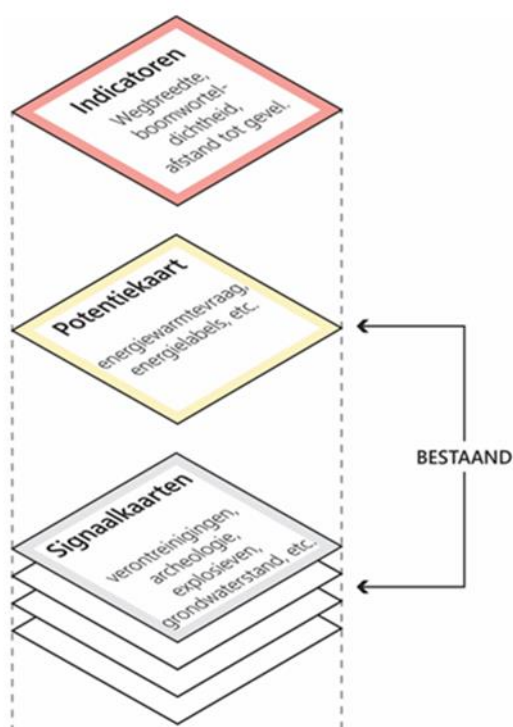 Indicatoren
Wegbreedte,
boomwortel-
dichtheid,
afstand tot gevel.
Potentiekaart
energiewarmtevraag,
energielabels, etc.
BESTAAND
Signaalkaarten
verontreinigingen,
archeologie,
explosieven,
grondwaterstand, etc.